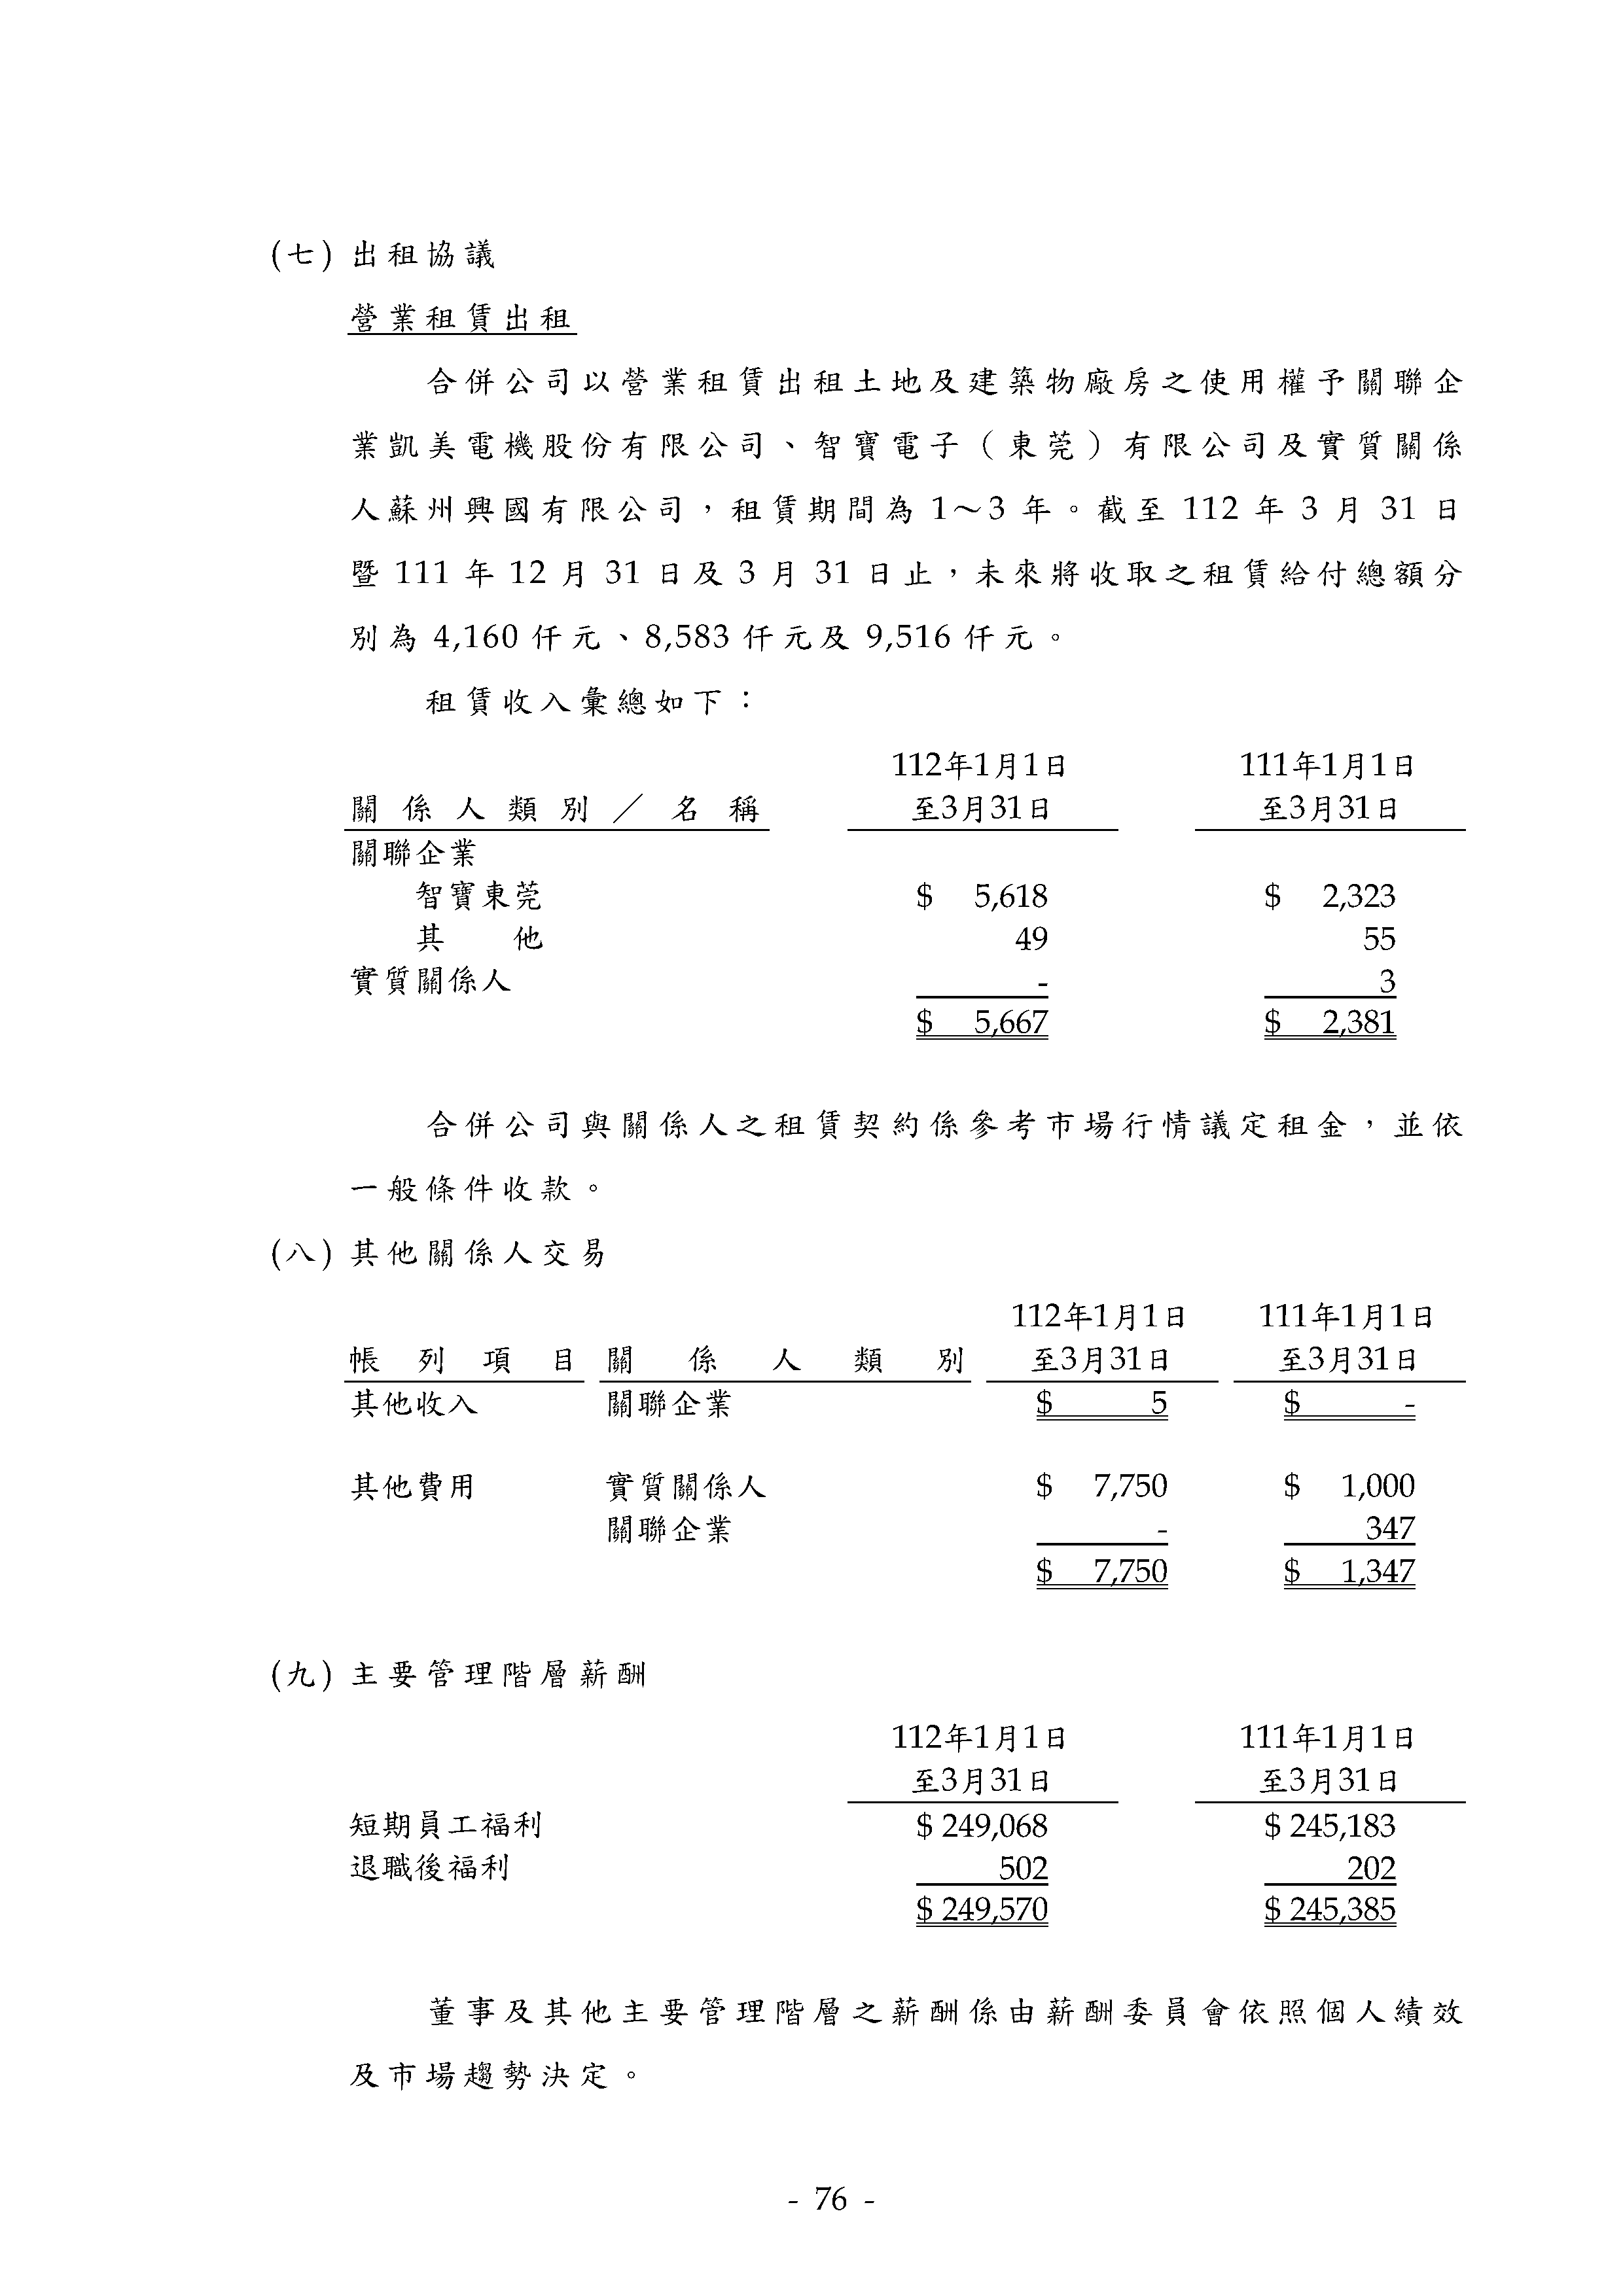 (七) 出租協議
營業租賃出租
合併公司以營業租賃出租土地及建築物廠房之使用權予關聯企
業凱美電機股份有限公司、智寶電子（東莞）有限公司及實質關係
人蘇州興國有限公司，租賃期間為 1～3 年。截至 112 年 3 月 31 日
暨 111 年 12 月 31 日及 3 月 31 日止，未來將收取之租賃給付總額分
別為 4,160 仟元、8,583 仟元及 9,516 仟元。
租賃收入彙總如下：
112年1月1日 111年1月1日
關係人類別／名稱 至3月31日 至3月31日
關聯企業
智寶東莞 $ 5,618 $ 2,323
其他 49 55
實質關係人 - 3
$ 5,667 $ 2,381
合併公司與關係人之租賃契約係參考市場行情議定租金，並依
一般條件收款。
(八) 其他關係人交易
112年1月1日 111年1月1日
帳列項目 關係人類別 至3月31日 至3月31日
其他收入 關聯企業 $ 5 $ -
其他費用 實質關係人 $ 7,750 $ 1,000
關聯企業 - 347
$ 7,750 $ 1,347
(九) 主要管理階層薪酬
112年1月1日 111年1月1日
至3月31日 至3月31日
短期員工福利 $ 249,068 $ 245,183
退職後福利 502 202
$ 249,570 $ 245,385
董事及其他主要管理階層之薪酬係由薪酬委員會依照個人績效
及市場趨勢決定。
- 76 -